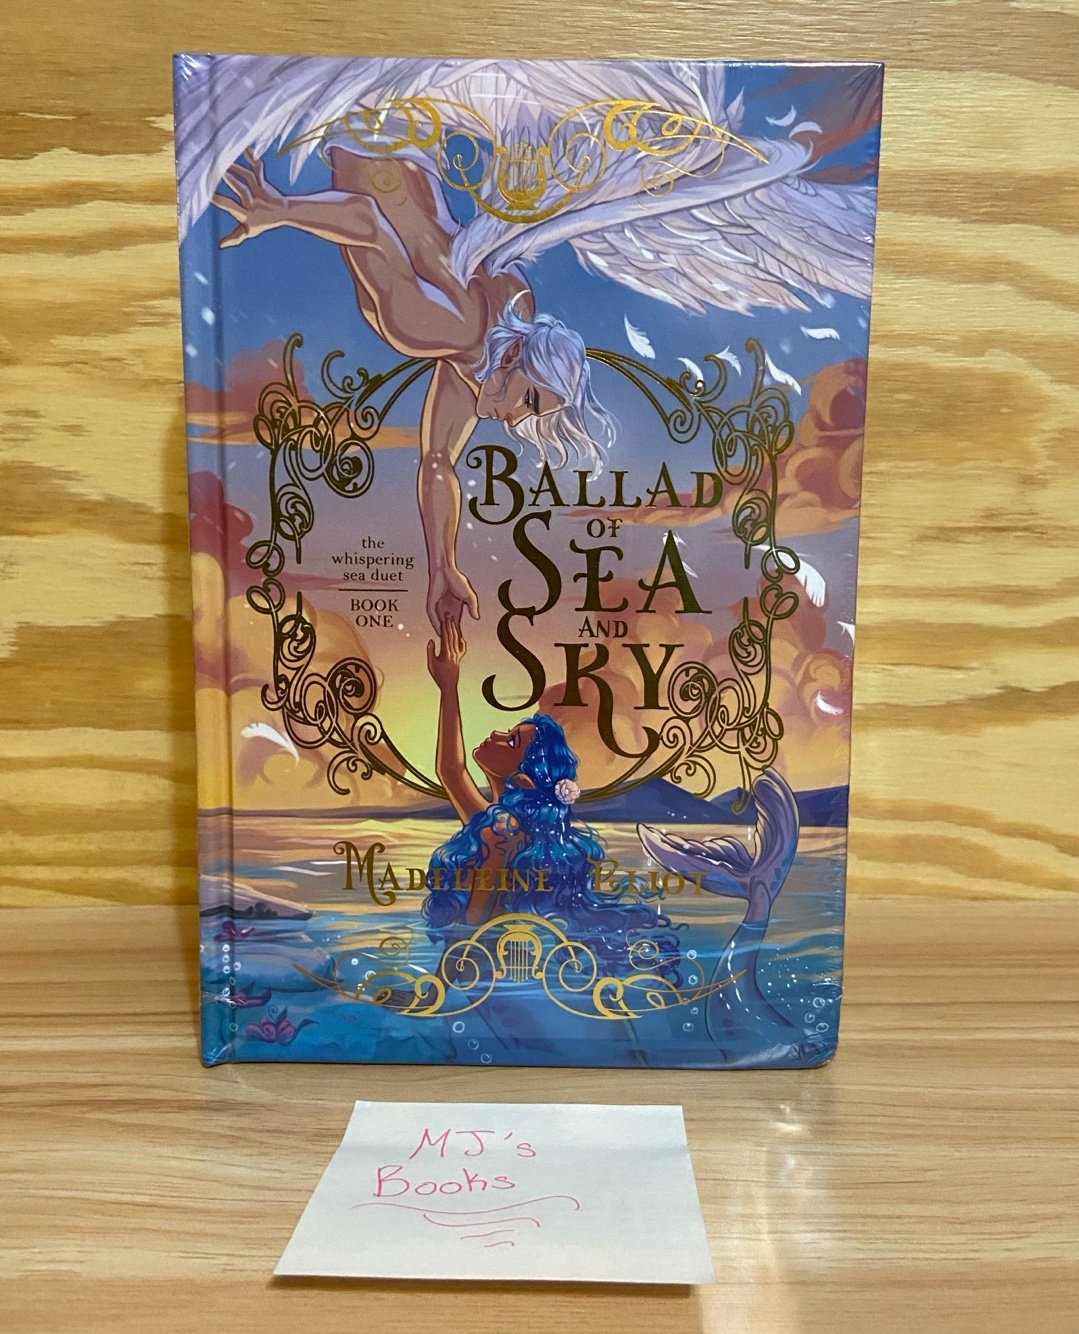 BALLAD
OF
SEA
AND
SKY
the
whispering
sea duet
BOOK
ONE
MADELEINE ELIOT
MJ's
Books